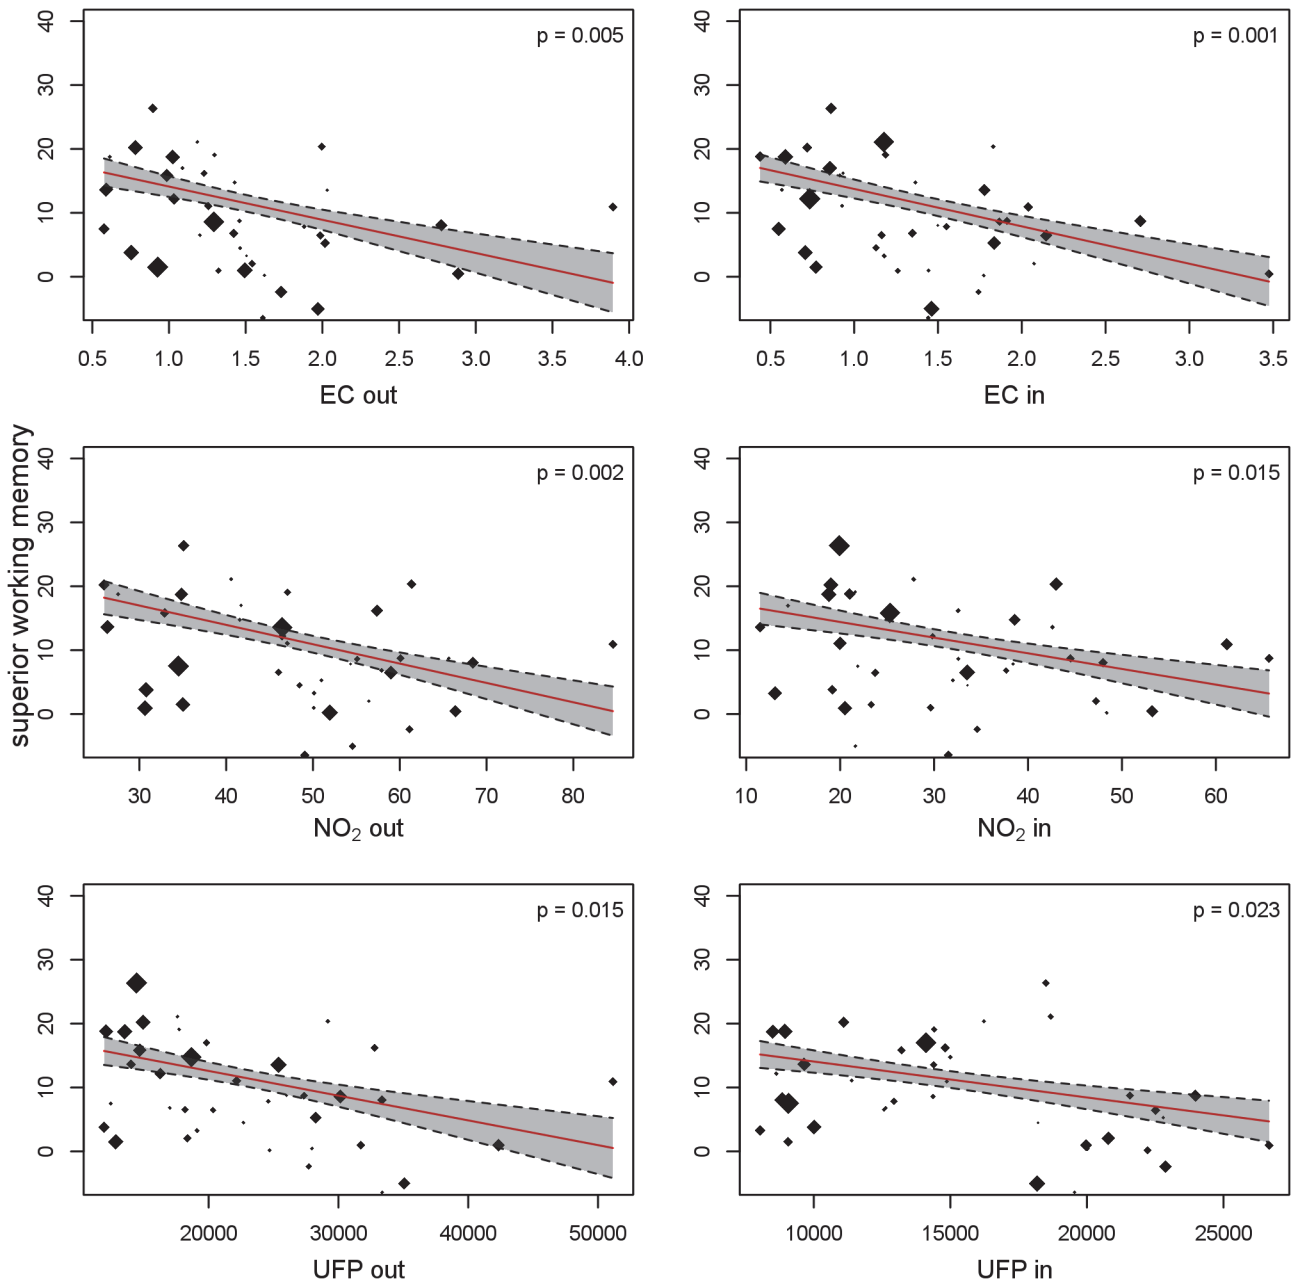 superior working memory
40
30
20
10
0
p = 0.005
0.5 1.0 1.5 2.0 2.5 3.0 3.5 4.0
EC out
40
30
20
10
0
p = 0.001
0.5 1.0 1.5 2.0 2.5 3.0 3.5
EC in
40
30
20
10
0
p = 0.002
30 40 50 60 70 80
NO₂ out
40
30
20
10
0
p = 0.015
10 20 30 40 50 60
NO₂ in
40
30
20
10
0
p = 0.015
20000 30000 40000 50000
UFP out
40
30
20
10
0
p = 0.023
10000 15000 20000 25000
UFP in